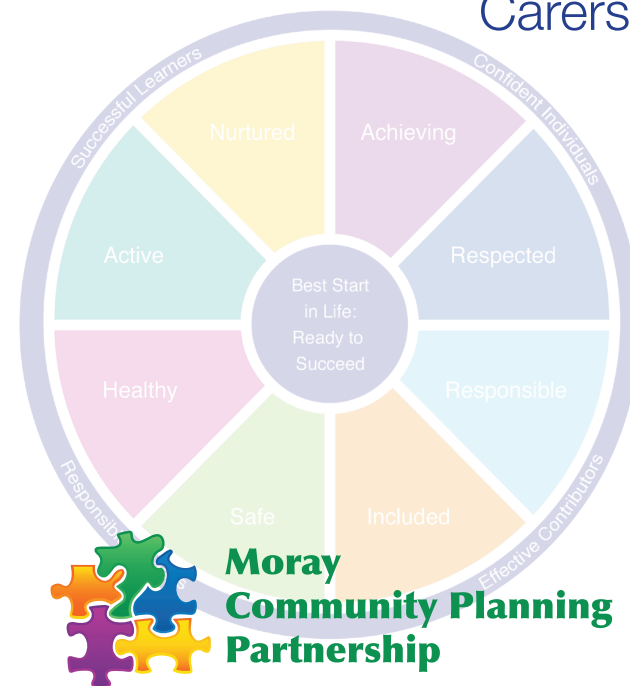 Carers
Successful Learners
Confident Individuals
Nurtured
Achieving
Active
Respected
Best Start
in Life:
Ready to
Succeed
Healthy
Responsible
Safe
Included
Effective Contributors
Moray
Community Planning
Partnership